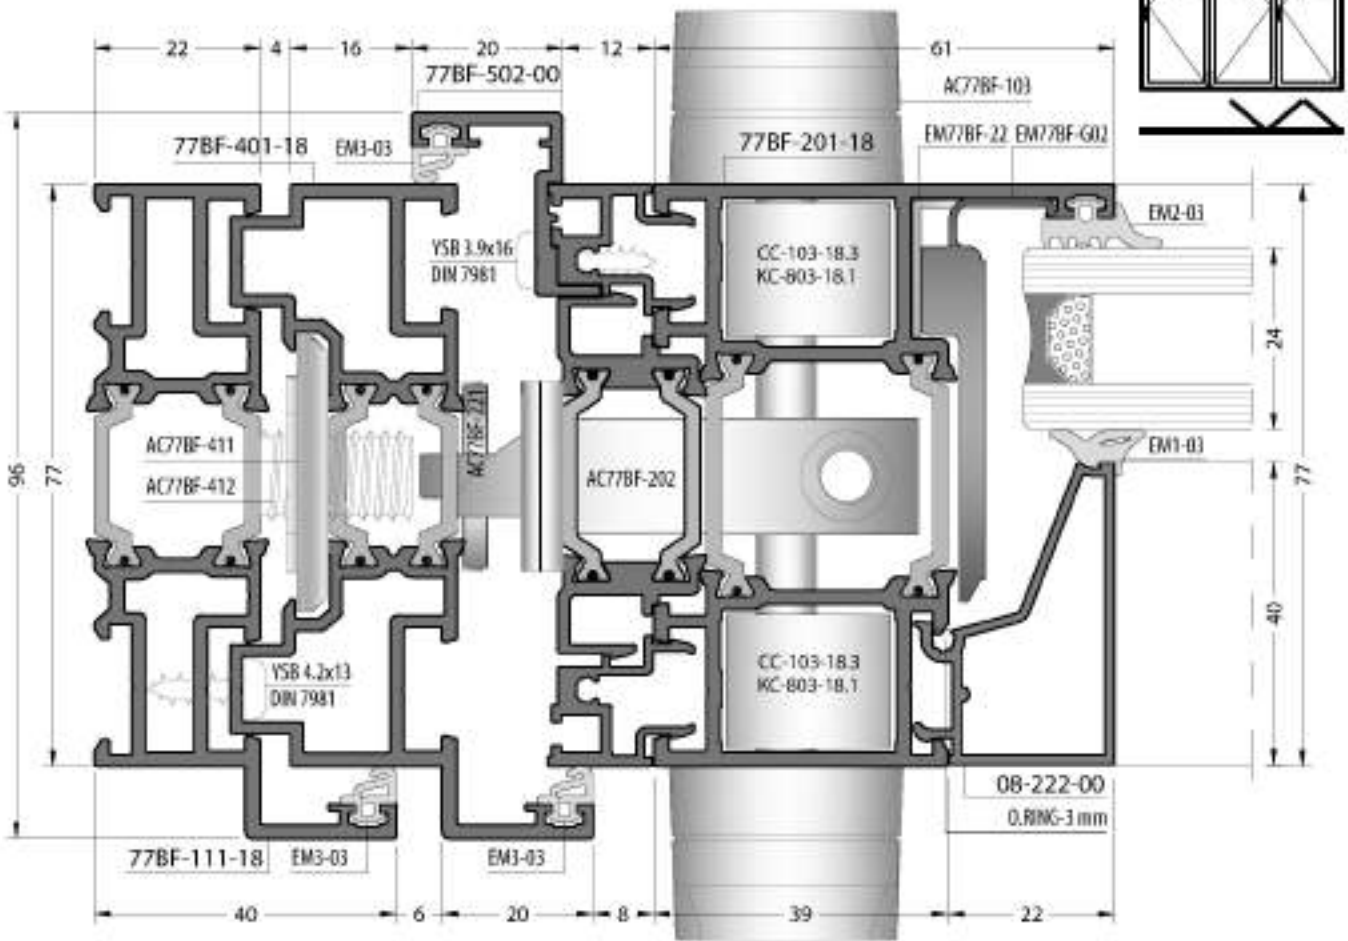 22
4
16
20
12
61
77BF-502-00
AC77BF-103
77BF-401-18
EM3-03
77BF-201-18
EM77BF-22
EM77BF-G02
EM2-03
YSB 3.9x16
DIN 7981
CC-103-18.3
KC-803-18.1
24
96
77
AC77BF-411
AC77BF-412
AC77BF-221
AC77BF-202
EM1-03
77
40
YSB 4.2x13
DIN 7981
CC-103-18.3
KC-803-18.1
08-222-00
O.RING-3 mm
77BF-111-18
EM3-03
EM3-03
40
6
20
8
39
22